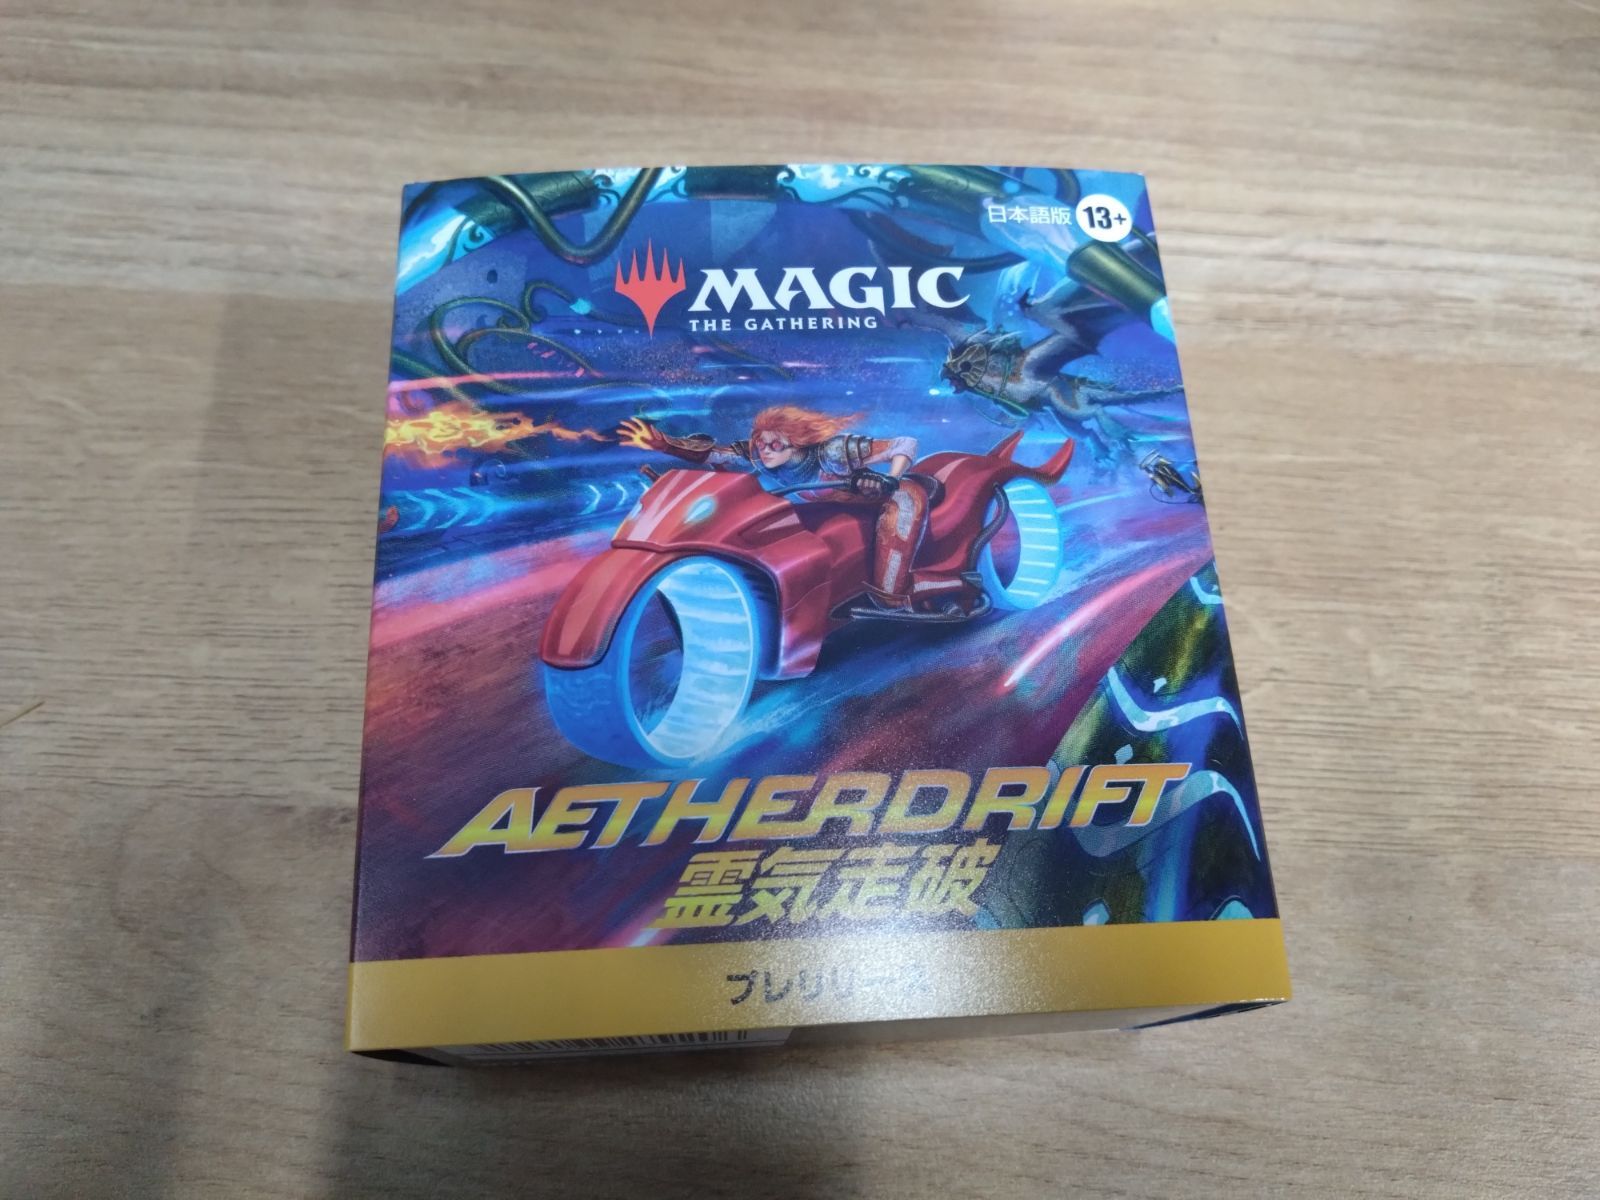 日本語版 13+
MAGIC
THE GATHERING
AETHERDRIFT
霊気走破
プレリリース